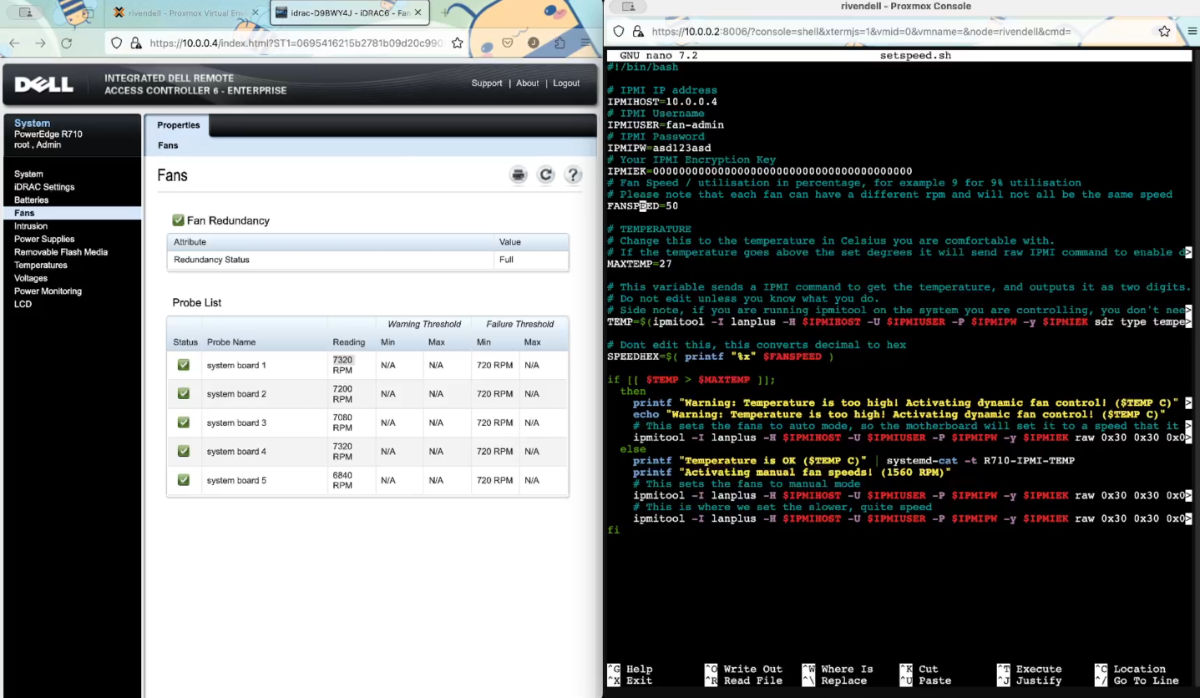 rivendell - Proxmox Virtual En
idrac-D9BWY4J - iDRAC6 - Fan
https://10.0.0.4/index.html?ST1=0695416215b2781b09d20c990
DELL
INTEGRATED DELL REMOTE
ACCESS CONTROLLER 6 - ENTERPRISE
Support | About | Logout
System
PowerEdge R710
root , Admin
System
iDRAC Settings
Batteries
Fans
Intrusion
Power Supplies
Removable Flash Media
Temperatures
Voltages
Power Monitoring
LCD
Properties
Fans
Fans
Fan Redundancy
Attribute Value
Redundancy Status Full
Probe List
Warning Threshold Failure Threshold
Status Probe Name Reading Min Max Min Max
system board 1 7320 RPM N/A N/A 720 RPM N/A
system board 2 7200 RPM N/A N/A 720 RPM N/A
system board 3 7080 RPM N/A N/A 720 RPM N/A
system board 4 7320 RPM N/A N/A 720 RPM N/A
system board 5 6840 RPM N/A N/A 720 RPM N/A
rivendell - Proxmox Console
https://10.0.0.2:8006/?console=shell&xtermjs=1&vmid=0&vmname=&node=rivendell&cmd=
GNU nano 7.2 setspeed.sh
#!/bin/bash
# IPMI IP address
IPMIHOST=10.0.0.4
# IPMI Username
IPMIUSER=fan-admin
# IPMI Password
IPMIPW=asd123asd
# Your IPMI Encryption Key
IPMIEK=0000000000000000000000000000000000000000
# Fan Speed / utilisation in percentage, for example 9 for 9% utilisation
# Please note that each fan can have a different rpm and will not all be the same speed
FANSPEED=50
# TEMPERATURE
# Change this to the temperature in Celsius you are comfortable with.
# If the temperature goes above the set degrees it will send raw IPMI command to enable d>
MAXTEMP=27
# This variable sends a IPMI command to get the temperature, and outputs it as two digits.
# Do not edit unless you know what you do.
# Side note, if you are running ipmitool on the system you are controlling, you don't nee>
TEMP=$(ipmitool -I lanplus -H $IPMIHOST -U $IPMIUSER -P $IPMIPW -y $IPMIEK sdr type tempe>
# Dont edit this, this converts decimal to hex
SPEEDHEX=$( printf "%x" $FANSPEED )
if [[ $TEMP > $MAXTEMP ]];
then
printf "Warning: Temperature is too high! Activating dynamic fan control! ($TEMP C)" >
echo "Warning: Temperature is too high! Activating dynamic fan control! ($TEMP C)"
# This sets the fans to auto mode, so the motherboard will set it to a speed that it >
ipmitool -I lanplus -H $IPMIHOST -U $IPMIUSER -P $IPMIPW -y $IPMIEK raw 0x30 0x30 0x0>
else
printf "Temperature is OK ($TEMP C)" | systemd-cat -t R710-IPMI-TEMP
printf "Activating manual fan speeds! (1560 RPM)"
# This sets the fans to manual mode
ipmitool -I lanplus -H $IPMIHOST -U $IPMIUSER -P $IPMIPW -y $IPMIEK raw 0x30 0x30 0x0>
# This is where we set the slower, quite speed
ipmitool -I lanplus -H $IPMIHOST -U $IPMIUSER -P $IPMIPW -y $IPMIEK raw 0x30 0x30 0x0>
fi
^G Help ^O Write Out ^W Where Is ^K Cut ^T Execute ^C Location
^X Exit ^R Read File ^\ Replace ^U Paste ^J Justify ^/ Go To Line